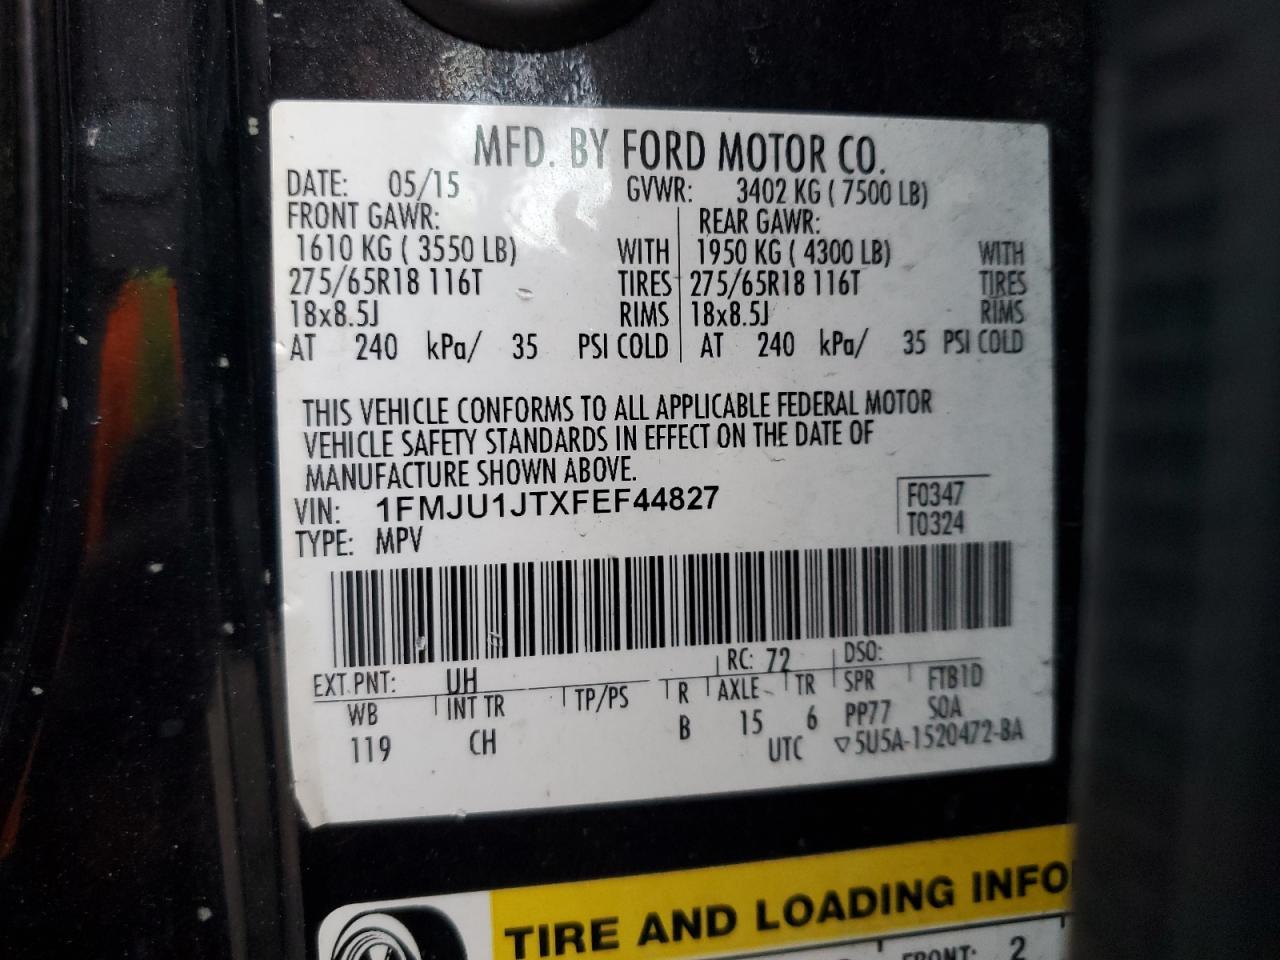 MFD. BY FORD MOTOR CO.
DATE: 05/15 GVWR: 3402 KG ( 7500 LB)
FRONT GAWR: REAR GAWR:
1610 KG ( 3550 LB) WITH 1950 KG ( 4300 LB) WITH
275/65R18 116T TIRES 275/65R18 116T TIRES
18x8.5J RIMS 18x8.5J RIMS
AT 240 kPa/ 35 PSI COLD AT 240 kPa/ 35 PSI COLD
THIS VEHICLE CONFORMS TO ALL APPLICABLE FEDERAL MOTOR
VEHICLE SAFETY STANDARDS IN EFFECT ON THE DATE OF
MANUFACTURE SHOWN ABOVE.
VIN: 1FMJU1JTXFEF44827 F0347
TYPE: MPV T0324
EXT. PNT: UH RC: 72 DSO:
WB INT TR TP/PS R AXLE TR SPR FTB1D
119 CH B 15 6 PP77 SOA
UTC ▽5U5A-1520472-BA
TIRE AND LOADING INFO
FRONT: 2